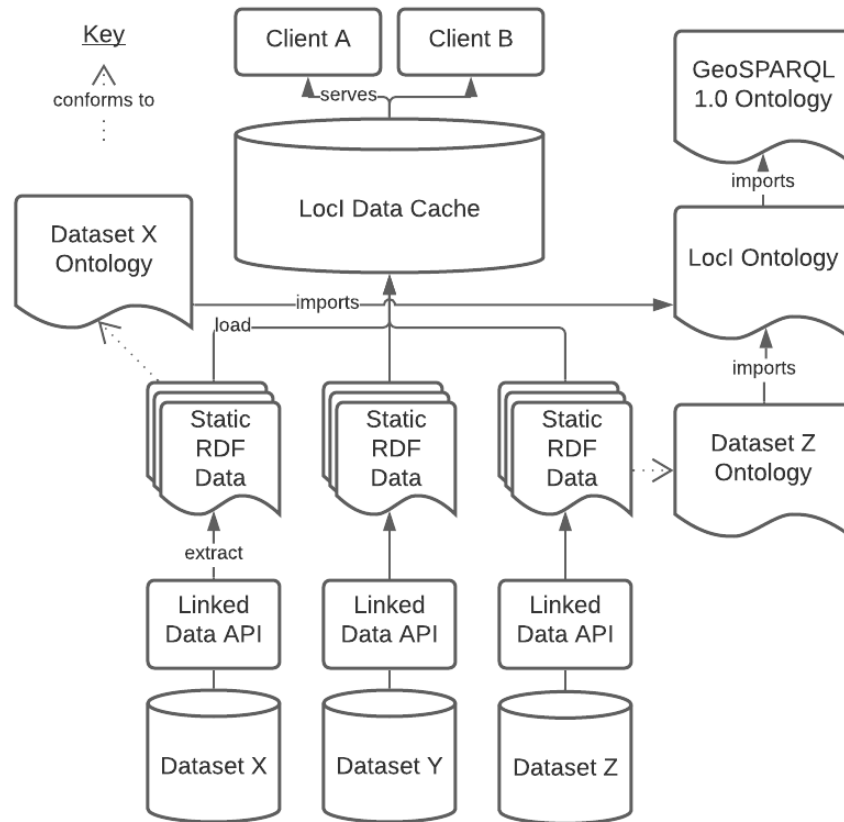 Key
conforms to
Client A
Client B
serves
GeoSPARQL
1.0 Ontology
imports
LocI Data Cache
Dataset X
Ontology
LocI Ontology
imports
load
imports
Static
RDF
Data
Static
RDF
Data
Static
RDF
Data
Dataset Z
Ontology
extract
Linked
Data API
Linked
Data API
Linked
Data API
Dataset X
Dataset Y
Dataset Z